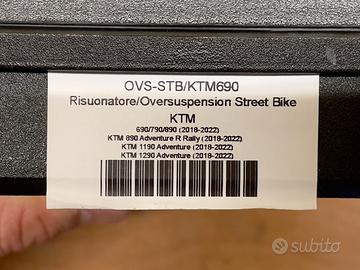 OVS-STB/KTM690
Risuonatore/Oversuspension Street Bike
KTM
690/790/890 (2018-2022)
KTM 890 Adventure R Rally (2018-2022)
KTM 1190 Adventure (2018-2022)
KTM 1290 Adventure (2018-2022)
subito